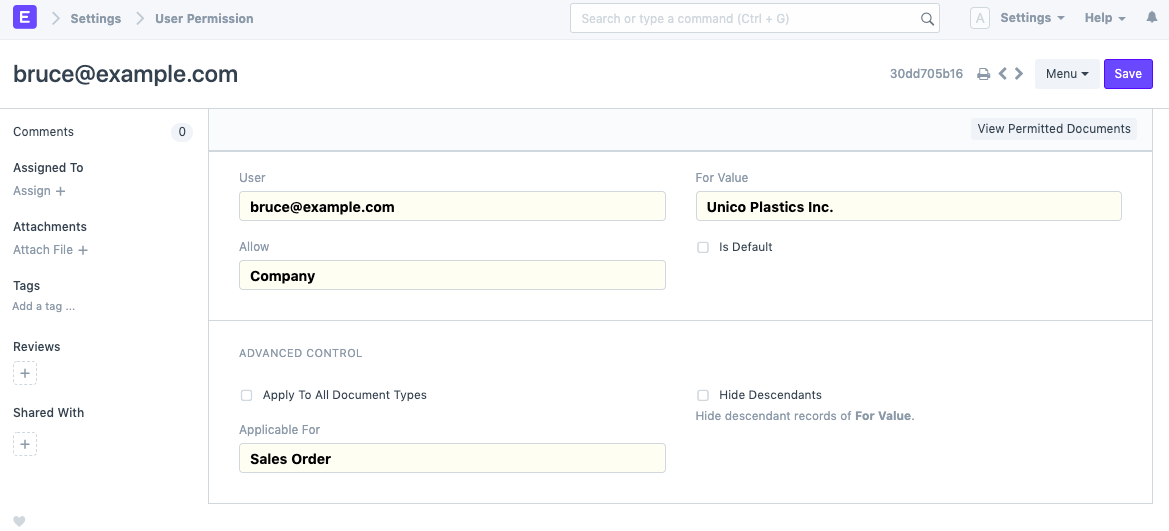 E Settings User Permission Search or type a command (Ctrl + G) A Settings Help
bruce@example.com 30dd705b16 Menu Save
Comments 0
Assigned To
Assign +
Attachments
Attach File +
Tags
Add a tag ...
Reviews
+
Shared With
+
View Permitted Documents
User
bruce@example.com
Allow
Company
For Value
Unico Plastics Inc.
Is Default
ADVANCED CONTROL
Apply To All Document Types
Applicable For
Sales Order
Hide Descendants
Hide descendant records of For Value.